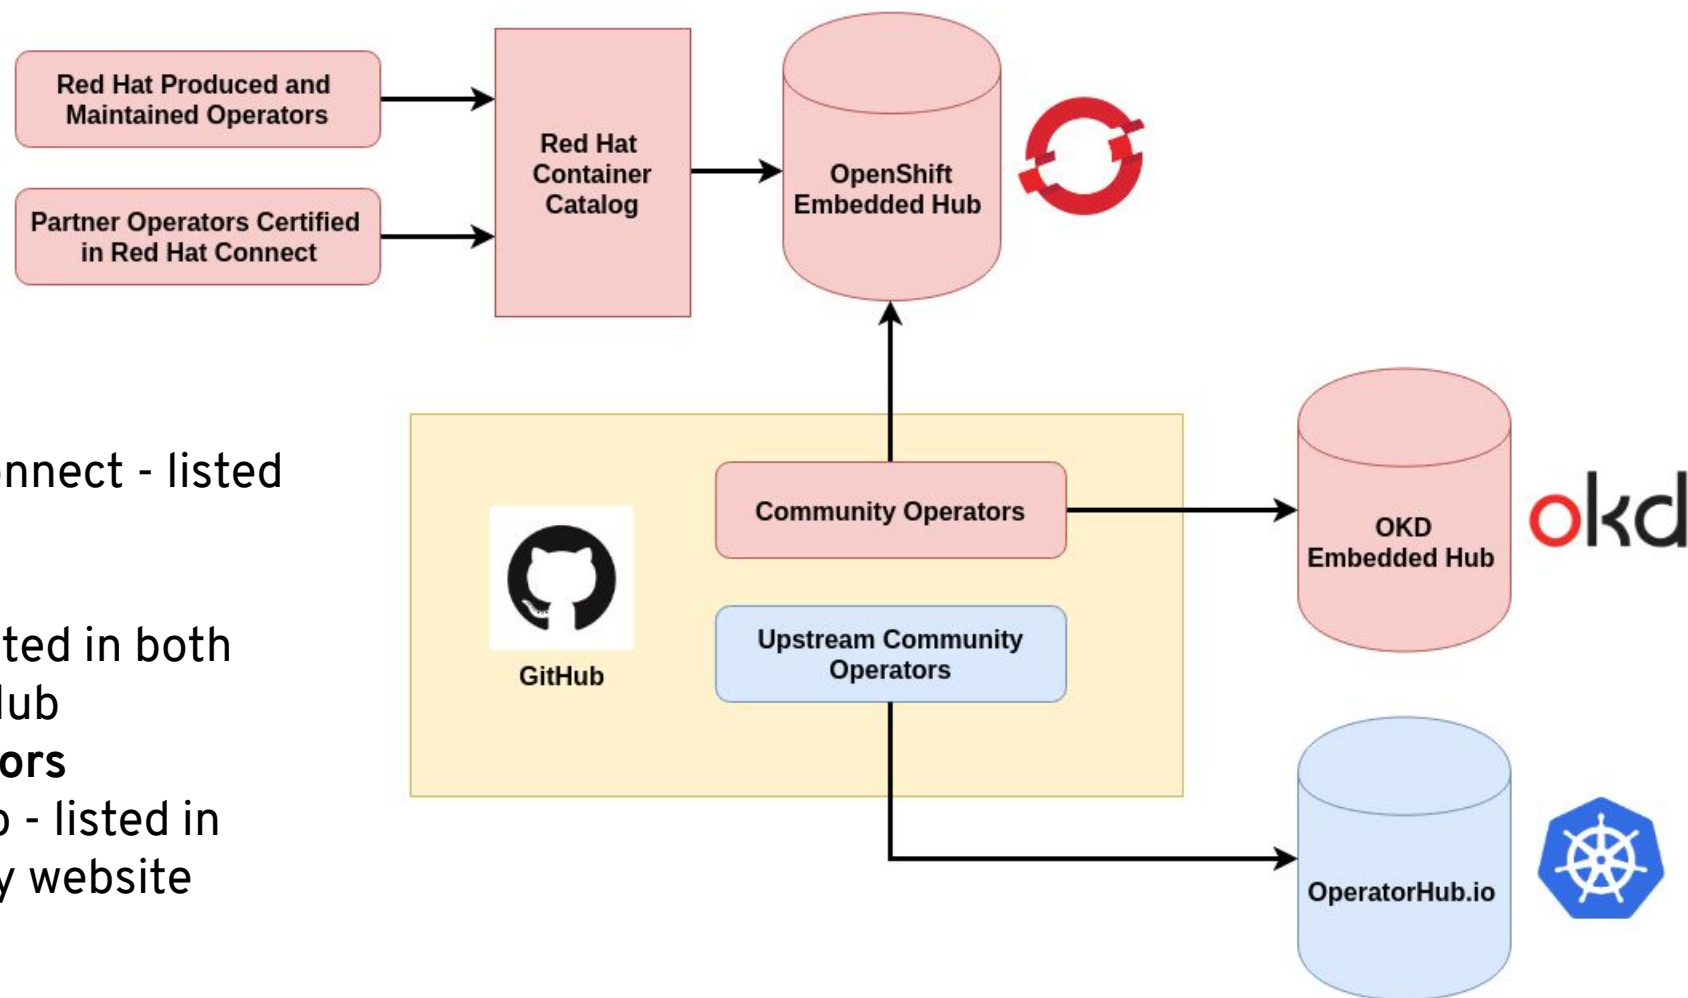 Red Hat Produced and
Maintained Operators
Partner Operators Certified
in Red Hat Connect
Red Hat
Container
Catalog
OpenShift
Embedded Hub
onnect - listed
ted in both
lub
ors
o - listed in
y website
GitHub
Community Operators
Upstream Community
Operators
OKD
Embedded Hub
okd
OperatorHub.io